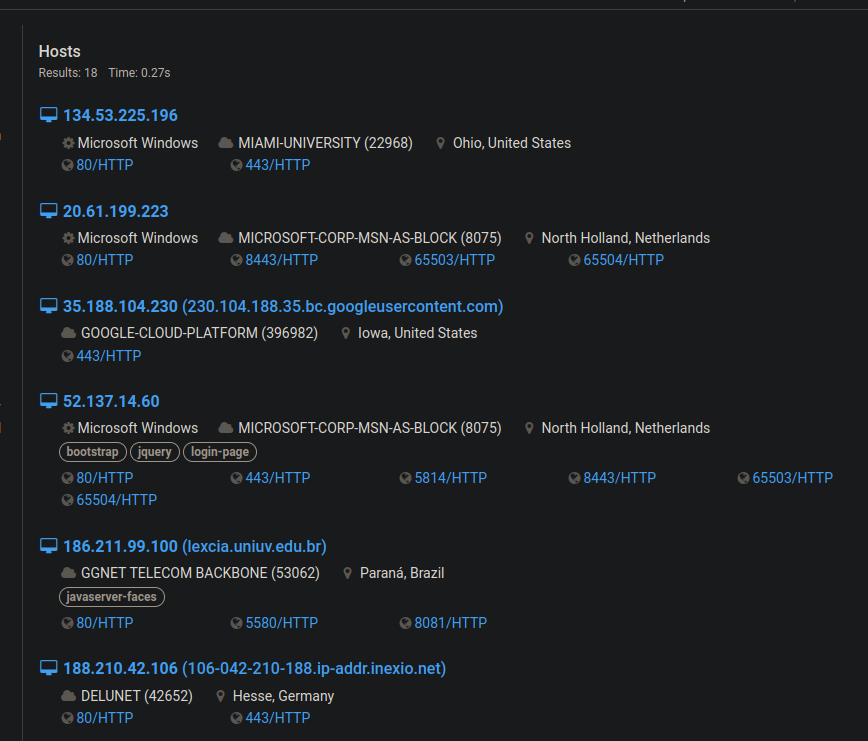 Hosts
Results: 18 Time: 0.27s
134.53.225.196
Microsoft Windows MIAMI-UNIVERSITY (22968) Ohio, United States
80/HTTP 443/HTTP
20.61.199.223
Microsoft Windows MICROSOFT-CORP-MSN-AS-BLOCK (8075) North Holland, Netherlands
80/HTTP 8443/HTTP 65503/HTTP 65504/HTTP
35.188.104.230 (230.104.188.35.bc.googleusercontent.com)
GOOGLE-CLOUD-PLATFORM (396982) Iowa, United States
443/HTTP
52.137.14.60
Microsoft Windows MICROSOFT-CORP-MSN-AS-BLOCK (8075) North Holland, Netherlands
bootstrap jquery login-page
80/HTTP 443/HTTP 5814/HTTP 8443/HTTP 65503/HTTP
65504/HTTP
186.211.99.100 (lexcia.uniuv.edu.br)
GGNET TELECOM BACKBONE (53062) Paraná, Brazil
javaserver-faces
80/HTTP 5580/HTTP 8081/HTTP
188.210.42.106 (106-042-210-188.ip-addr.inexio.net)
DELUNET (42652) Hesse, Germany
80/HTTP 443/HTTP